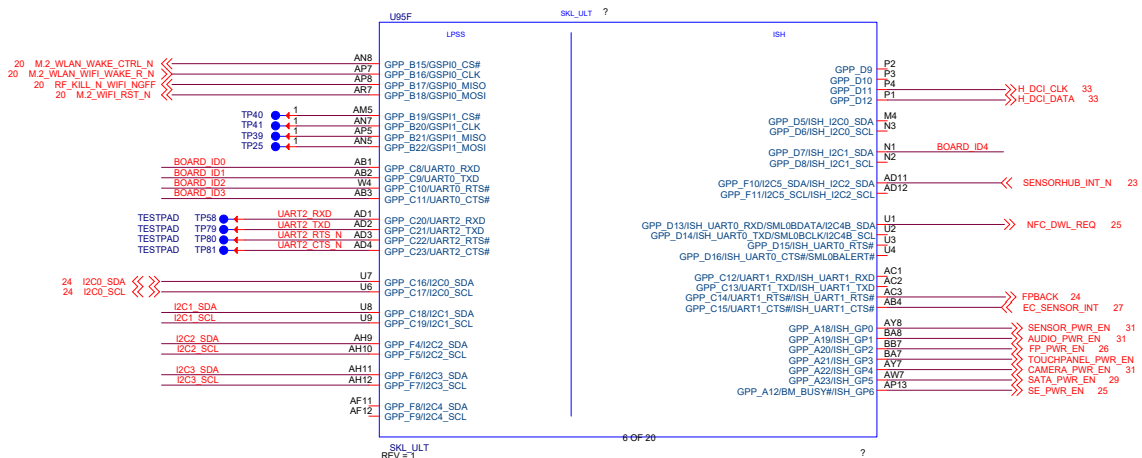 U95F
SKL_ULT ?
LPSS
ISH
20 M.2_WLAN_WAKE_CTRL_N AN8 GPP_B15/GSPI0_CS#
20 M.2_WLAN_WIFI_WAKE_R_N AP7 GPP_B16/GSPI0_CLK
20 RF_KILL_N_WIFI_NGFF AP8 GPP_B17/GSPI0_MISO
20 M.2_WIFI_RST_N AR7 GPP_B18/GSPI0_MOSI
TP40 1 AM5 GPP_B19/GSPI1_CS#
TP41 1 AN7 GPP_B20/GSPI1_CLK
TP39 1 AP5 GPP_B21/GSPI1_MISO
TP25 1 AN5 GPP_B22/GSPI1_MOSI
BOARD_ID0 AB1 GPP_C8/UART0_RXD
BOARD_ID1 AB2 GPP_C9/UART0_TXD
BOARD_ID2 W4 GPP_C10/UART0_RTS#
BOARD_ID3 AB3 GPP_C11/UART0_CTS#
TESTPAD TP58 UART2_RXD AD1 GPP_C20/UART2_RXD
TESTPAD TP79 UART2_TXD AD2 GPP_C21/UART2_TXD
TESTPAD TP80 UART2_RTS_N AD3 GPP_C22/UART2_RTS#
TESTPAD TP81 UART2_CTS_N AD4 GPP_C23/UART2_CTS#
24 I2C0_SDA U7 GPP_C16/I2C0_SDA
24 I2C0_SCL U6 GPP_C17/I2C0_SCL
I2C1_SDA U8 GPP_C18/I2C1_SDA
I2C1_SCL U9 GPP_C19/I2C1_SCL
I2C2_SDA AH9 GPP_F4/I2C2_SDA
I2C2_SCL AH10 GPP_F5/I2C2_SCL
I2C3_SDA AH11 GPP_F6/I2C3_SDA
I2C3_SCL AH12 GPP_F7/I2C3_SCL
AF11 GPP_F8/I2C4_SDA
AF12 GPP_F9/I2C4_SCL
GPP_D9 P2
GPP_D10 P3
GPP_D11 P4 H_DCI_CLK 33
GPP_D12 P1 H_DCI_DATA 33
GPP_D5/ISH_I2C0_SDA M4
GPP_D6/ISH_I2C0_SCL N3
GPP_D7/ISH_I2C1_SDA N1 BOARD_ID4
GPP_D8/ISH_I2C1_SCL N2
GPP_F10/I2C5_SDA/ISH_I2C2_SDA AD11 SENSORHUB_INT_N 23
GPP_F11/I2C5_SCL/ISH_I2C2_SCL AD12
GPP_D13/ISH_UART0_RXD/SML0BDATA/I2C4B_SDA U1 NFC_DWL_REQ 25
GPP_D14/ISH_UART0_TXD/SML0BCLK/I2C4B_SCL U2
GPP_D15/ISH_UART0_RTS# U3
GPP_D16/ISH_UART0_CTS#/SML0BALERT# U4
GPP_C12/UART1_RXD/ISH_UART1_RXD AC1
GPP_C13/UART1_TXD/ISH_UART1_TXD AC2
GPP_C14/UART1_RTS#/ISH_UART1_RTS# AC3 FPBACK 24
GPP_C15/UART1_CTS#/ISH_UART1_CTS# AB4 EC_SENSOR_INT 27
GPP_A18/ISH_GP0 AY8 SENSOR_PWR_EN 31
GPP_A19/ISH_GP1 BA8 AUDIO_PWR_EN 31
GPP_A20/ISH_GP2 BB7 FP_PWR_EN 26
GPP_A21/ISH_GP3 BA7 TOUCHPANEL_PWR_EN
GPP_A22/ISH_GP4 AY7 CAMERA_PWR_EN 31
GPP_A23/ISH_GP5 AW7 SATA_PWR_EN 29
GPP_A12/BM_BUSY#/ISH_GP6 AP13 SE_PWR_EN 25
6 OF 20
SKL_ULT
REV = 1 ?